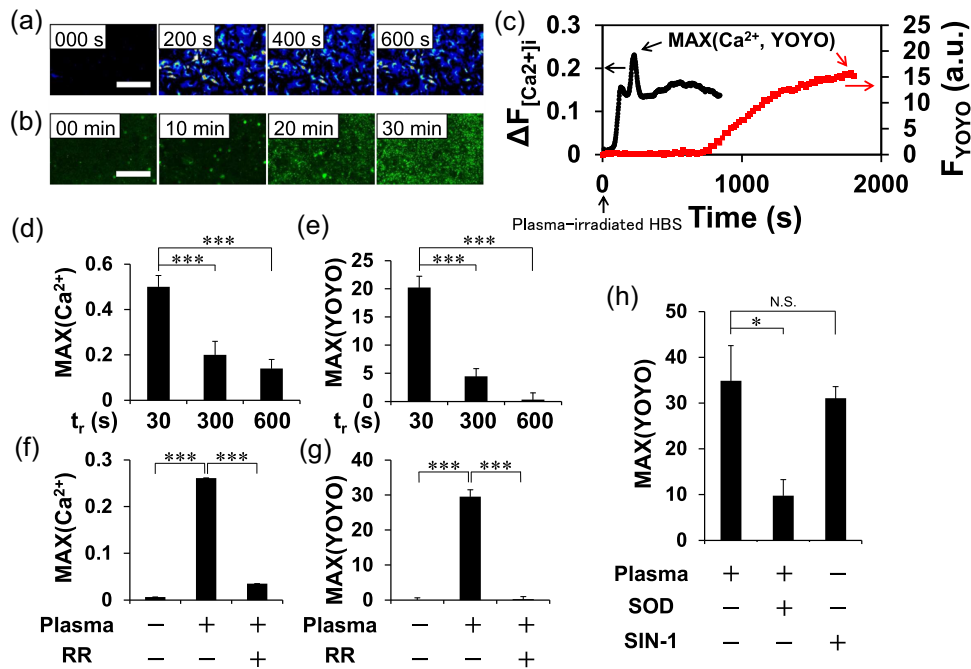 (a)
000 s
200 s
400 s
600 s
(b)
00 min
10 min
20 min
30 min
(c)
ΔF[Ca2+]i
0.3
0.2
0.1
0
MAX(Ca²⁺, YOYO)
25
20
15
10
5
0
FYOYO (a.u.)
0
1000
2000
Time (s)
Plasma-irradiated HBS
(d)
MAX(Ca²⁺)
0.6
0.4
0.2
0
***
***
tr (s)
30
300
600
(e)
MAX(YOYO)
25
20
15
10
5
0
***
***
tr (s)
30
300
600
(f)
MAX(Ca²⁺)
0.3
0.2
0.1
0
***
***
Plasma − + +
RR − − +
(g)
MAX(YOYO)
40
30
20
10
0
***
***
Plasma − + +
RR − − +
(h)
MAX(YOYO)
50
40
30
20
10
0
N.S.
*
Plasma + + −
SOD − + −
SIN-1 − − +